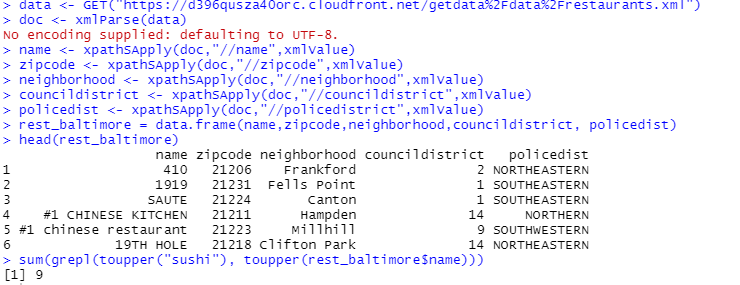 > data <- GET("https://d396qusza40orc.cloudfront.net/getdata%2Fdata%2Frestaurants.xml")
> doc <- xmlParse(data)
No encoding supplied: defaulting to UTF-8.
> name <- xpathSApply(doc,"//name",xmlValue)
> zipcode <- xpathSApply(doc,"//zipcode",xmlValue)
> neighborhood <- xpathSApply(doc,"//neighborhood",xmlValue)
> councildistrict <- xpathSApply(doc,"//councildistrict",xmlValue)
> policedist <- xpathSApply(doc,"//policedistrict",xmlValue)
> rest_baltimore = data.frame(name,zipcode,neighborhood,councildistrict, policedist)
> head(rest_baltimore)
name zipcode neighborhood councildistrict policedist
1 410 21206 Frankford 2 NORTHEASTERN
2 1919 21231 Fells Point 1 SOUTHEASTERN
3 SAUTE 21224 Canton 1 SOUTHEASTERN
4 #1 CHINESE KITCHEN 21211 Hampden 14 NORTHERN
5 #1 chinese restaurant 21223 Millhill 9 SOUTHWESTERN
6 19TH HOLE 21218 Clifton Park 14 NORTHEASTERN
> sum(grepl(toupper("sushi"), toupper(rest_baltimore$name)))
[1] 9